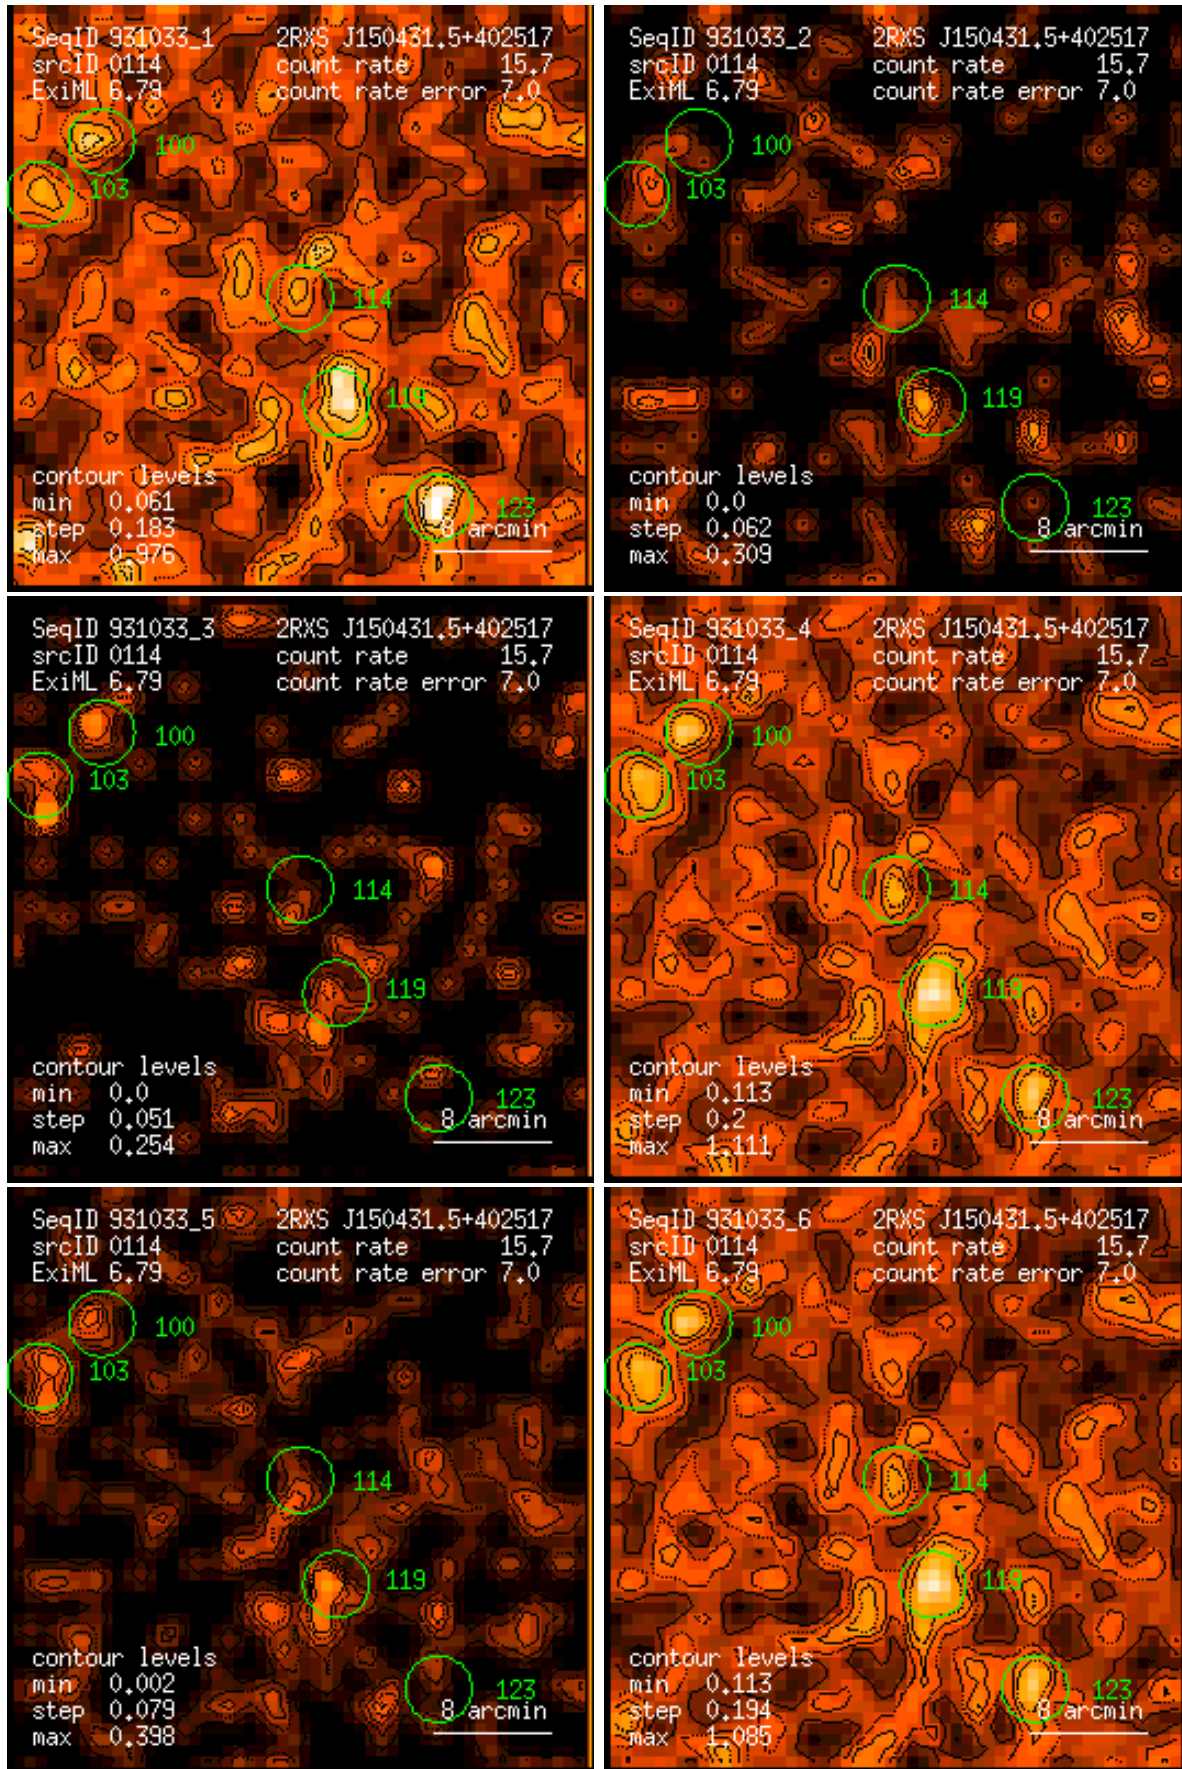 SeqID 931033_1 2RXS J150431.5+402517
srcID 0114 count rate 15.7
ExiML 6.79 count rate error 7.0
100
103
114
119
contour levels
min 0.061
123
step 0.183 8 arcmin
max 0.976
SeqID 931033_2 2RXS J150431.5+402517
srcID 0114 count rate 15.7
ExiML 6.79 count rate error 7.0
100
103
114
119
contour levels
min 0.0
123
step 0.062 8 arcmin
max 0.309
SeqID 931033_3 2RXS J150431.5+402517
srcID 0114 count rate 15.7
ExiML 6.79 count rate error 7.0
100
103
114
119
contour levels
min 0.0
123
step 0.051 8 arcmin
max 0.254
SeqID 931033_4 2RXS J150431.5+402517
srcID 0114 count rate 15.7
ExiML 6.79 count rate error 7.0
100
103
114
119
contour levels
min 0.113
123
step 0.2 8 arcmin
max 1.111
SeqID 931033_5 2RXS J150431.5+402517
srcID 0114 count rate 15.7
ExiML 6.79 count rate error 7.0
100
103
114
119
contour levels
min 0.002
123
step 0.079 8 arcmin
max 0.398
SeqID 931033_6 2RXS J150431.5+402517
srcID 0114 count rate 15.7
ExiML 6.79 count rate error 7.0
100
103
114
119
contour levels
min 0.113
123
step 0.194 8 arcmin
max 1.085